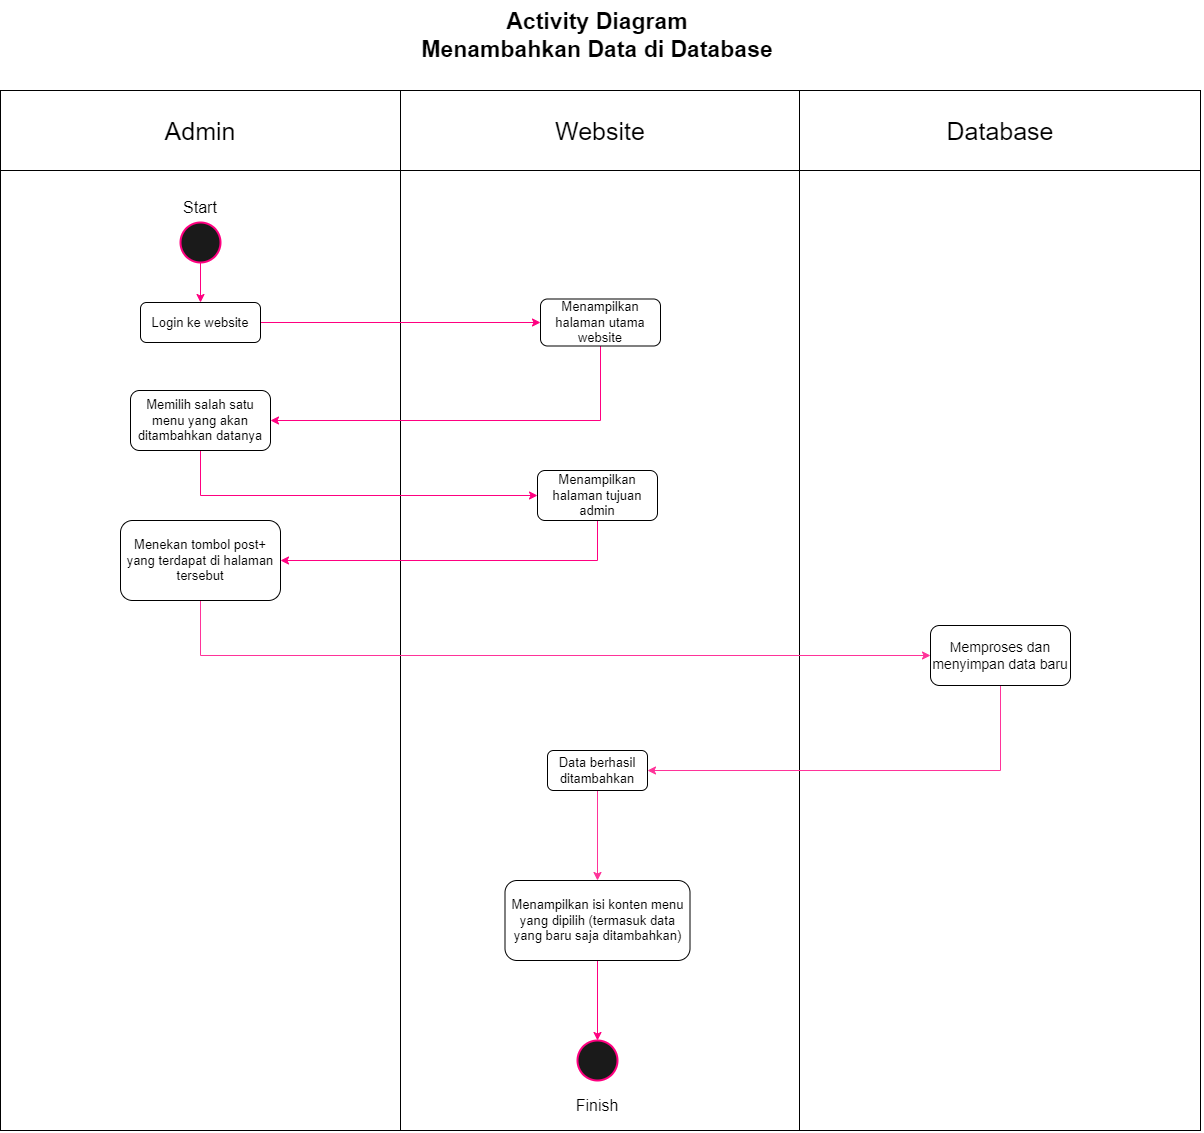 Activity Diagram
Menambahkan Data di Database
Admin
Website
Database
Start
Login ke website
Menampilkan
halaman utama
website
Memilih salah satu
menu yang akan
ditambahkan datanya
Menampilkan
halaman tujuan
admin
Menekan tombol post+
yang terdapat di halaman
tersebut
Memproses dan
menyimpan data baru
Data berhasil
ditambahkan
Menampilkan isi konten menu
yang dipilih (termasuk data
yang baru saja ditambahkan)
Finish